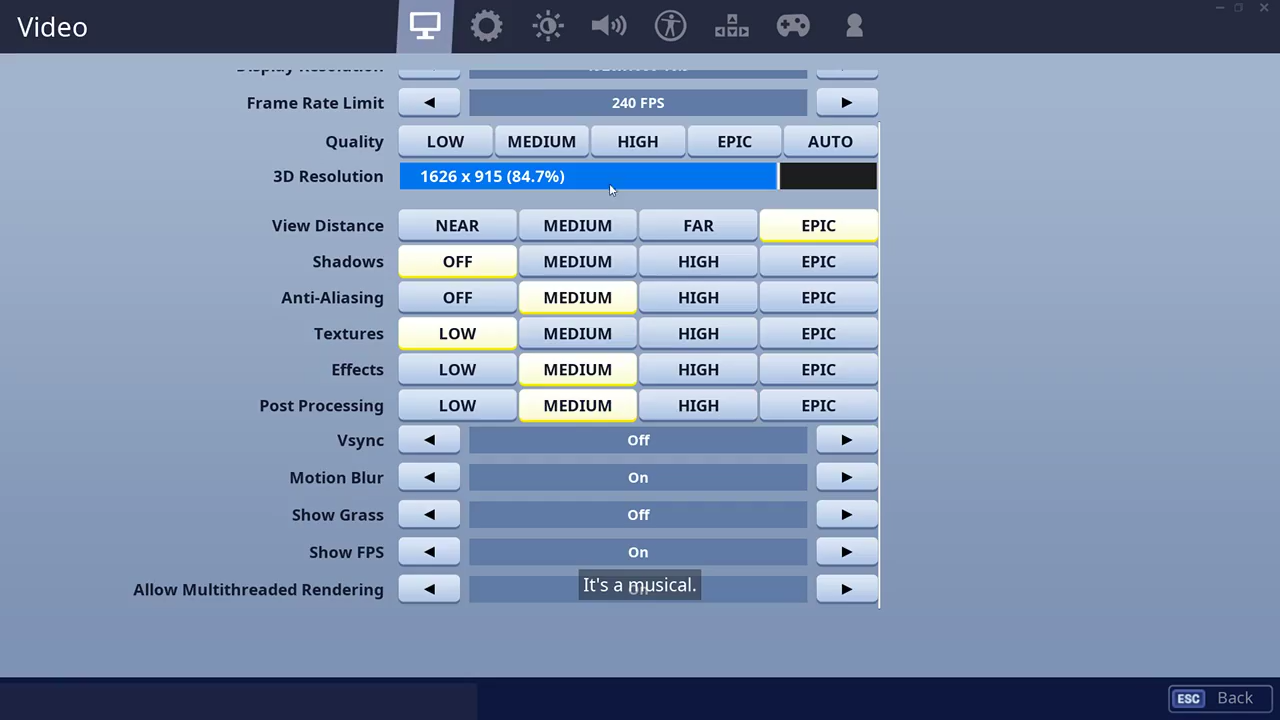 Video
Display Resolution
Frame Rate Limit 240 FPS
Quality LOW MEDIUM HIGH EPIC AUTO
3D Resolution 1626 x 915 (84.7%)
View Distance NEAR MEDIUM FAR EPIC
Shadows OFF MEDIUM HIGH EPIC
Anti-Aliasing OFF MEDIUM HIGH EPIC
Textures LOW MEDIUM HIGH EPIC
Effects LOW MEDIUM HIGH EPIC
Post Processing LOW MEDIUM HIGH EPIC
Vsync Off
Motion Blur On
Show Grass Off
Show FPS On
Allow Multithreaded Rendering
It's a musical.
ESC Back